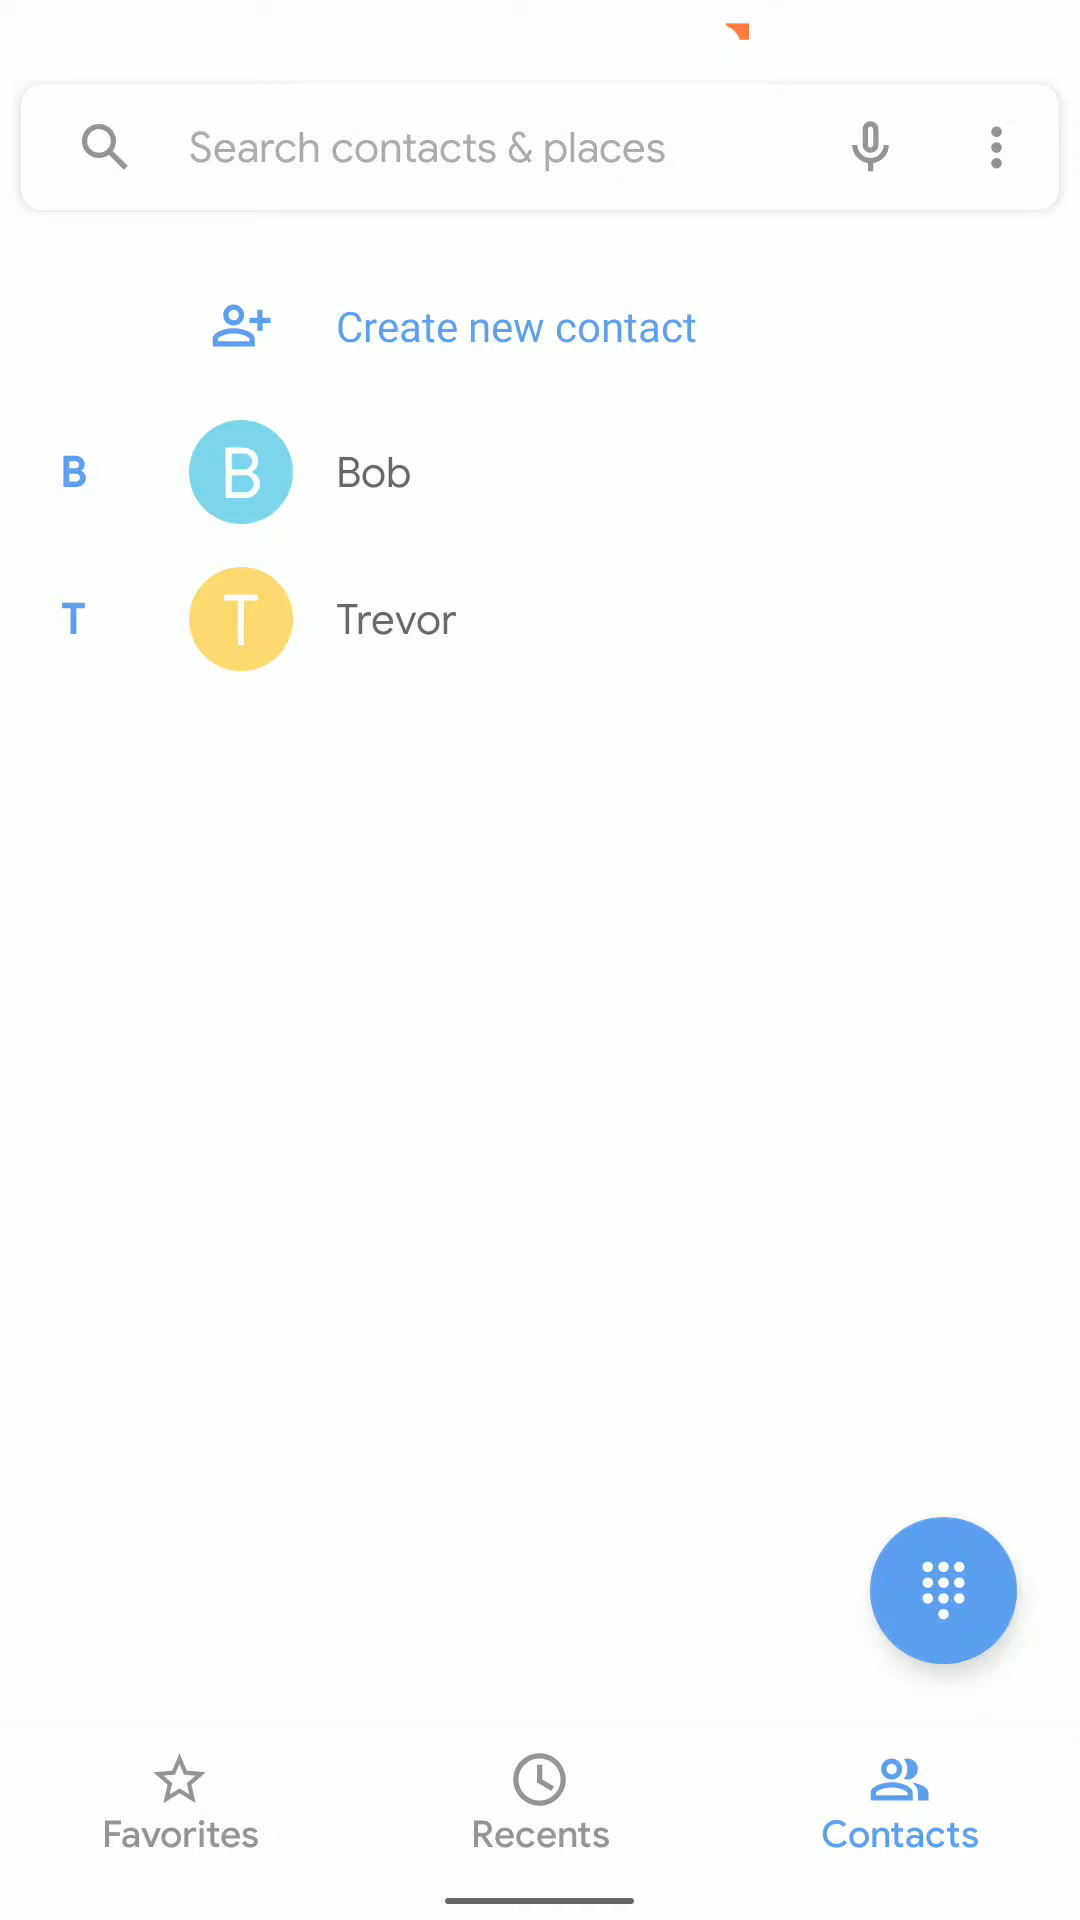 Search contacts & places
Create new contact
B B Bob
T T Trevor
Favorites Recents Contacts